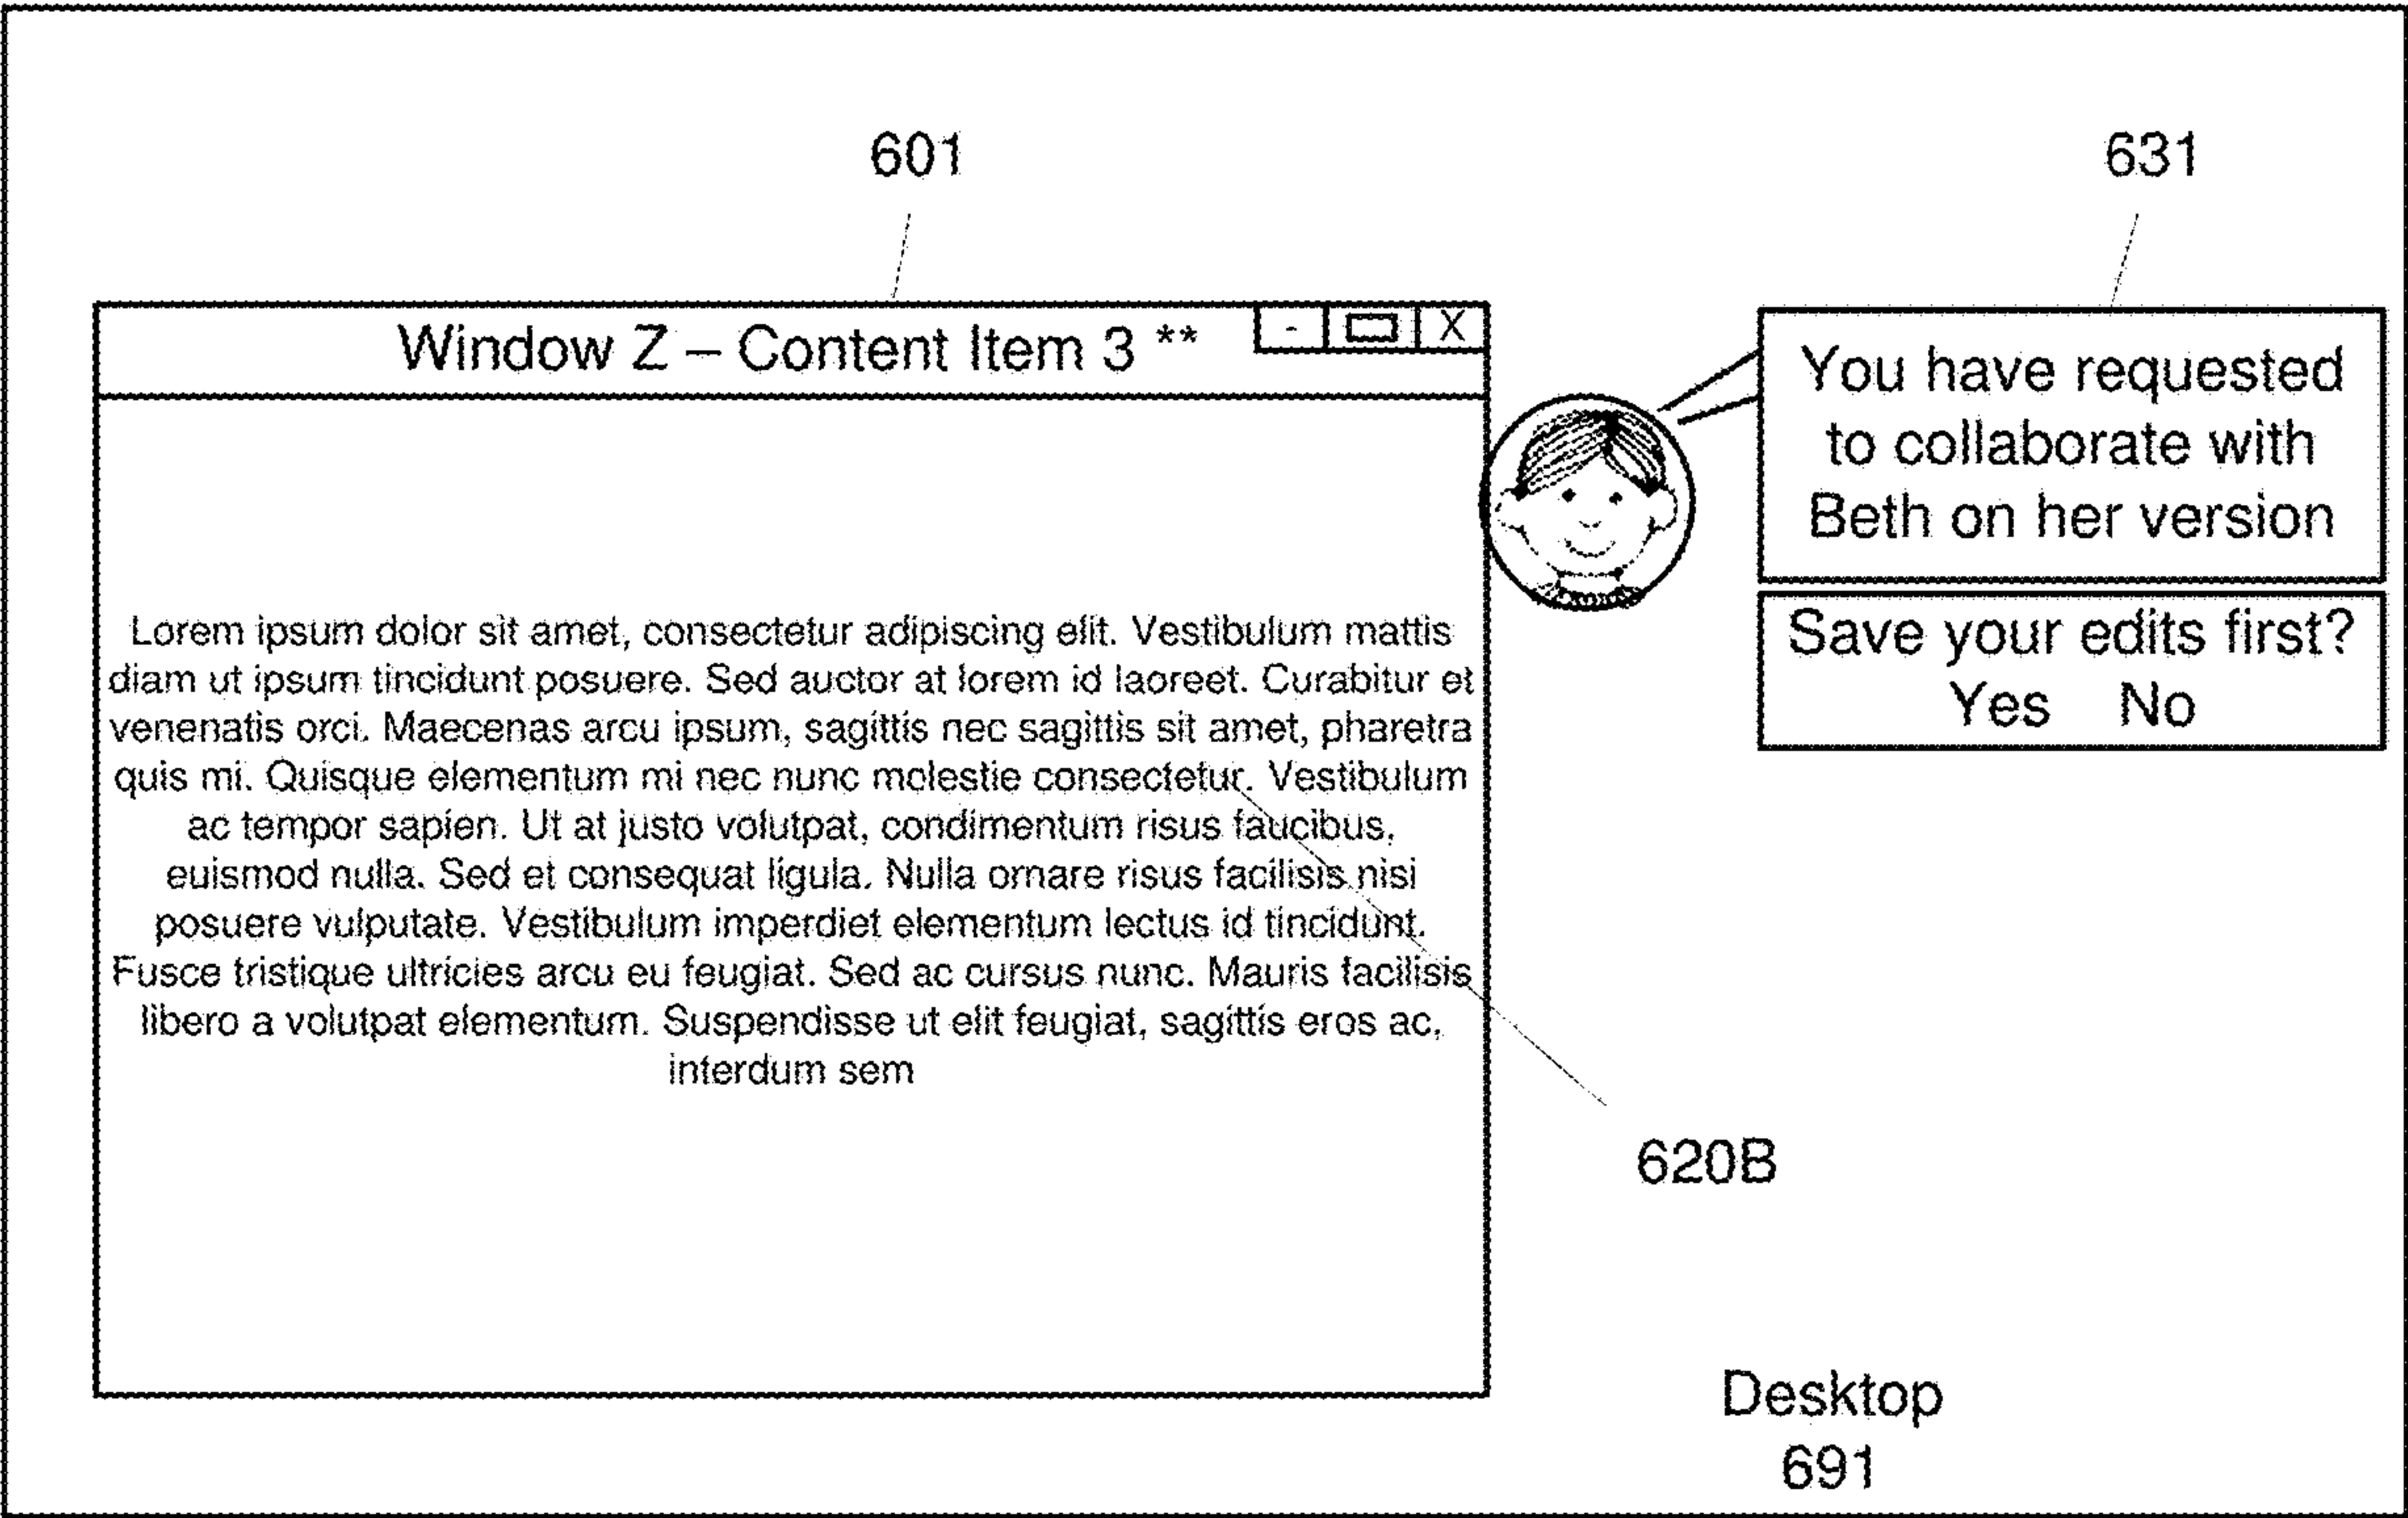 601
631
Window Z – Content Item 3 **
-
X
You have requested
to collaborate with
Beth on her version
Save your edits first?
Yes No
Lorem ipsum dolor sit amet, consectetur adipiscing elit. Vestibulum mattis
diam ut ipsum tincidunt posuere. Sed auctor at lorem id laoreet. Curabitur et
venenatis orci. Maecenas arcu ipsum, sagittis nec sagittis sit amet, pharetra
quis mi. Quisque elementum mi nec nunc molestie consectetur. Vestibulum
ac tempor sapien. Ut at justo volutpat, condimentum risus faucibus,
euismod nulla. Sed et consequat ligula. Nulla ornare risus facilisis nisi
posuere vulputate. Vestibulum imperdiet elementum lectus id tincidunt.
Fusce tristique ultricies arcu eu feugiat. Sed ac cursus nunc. Mauris facilisis
libero a volutpat elementum. Suspendisse ut elit feugiat, sagittis eros ac,
interdum sem
620B
Desktop
691